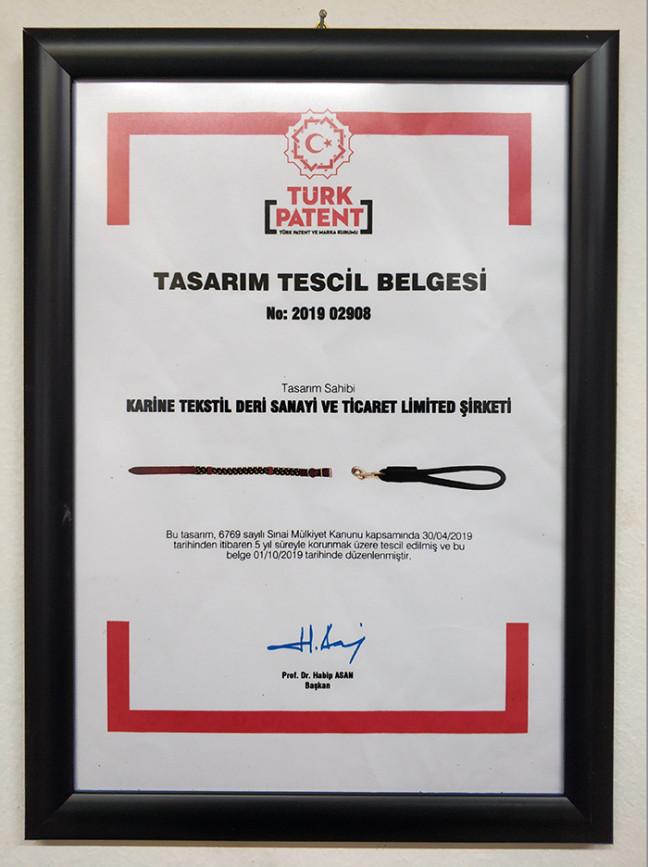 TÜRK
PATENT
TÜRK PATENT VE MARKA KURUMU
TASARIM TESCİL BELGESİ
No: 2019 02908
Tasarım Sahibi
KARİNE TEKSTİL DERİ SANAYİ VE TİCARET LİMİTED ŞİRKETİ
Bu tasarım, 6769 sayılı Sınai Mülkiyet Kanunu kapsamında 30/04/2019
tarihinden itibaren 5 yıl süreyle korunmak üzere tescil edilmiş ve bu
belge 01/10/2019 tarihinde düzenlenmiştir.
H. Asan
Prof. Dr. Habip ASAN
Başkan